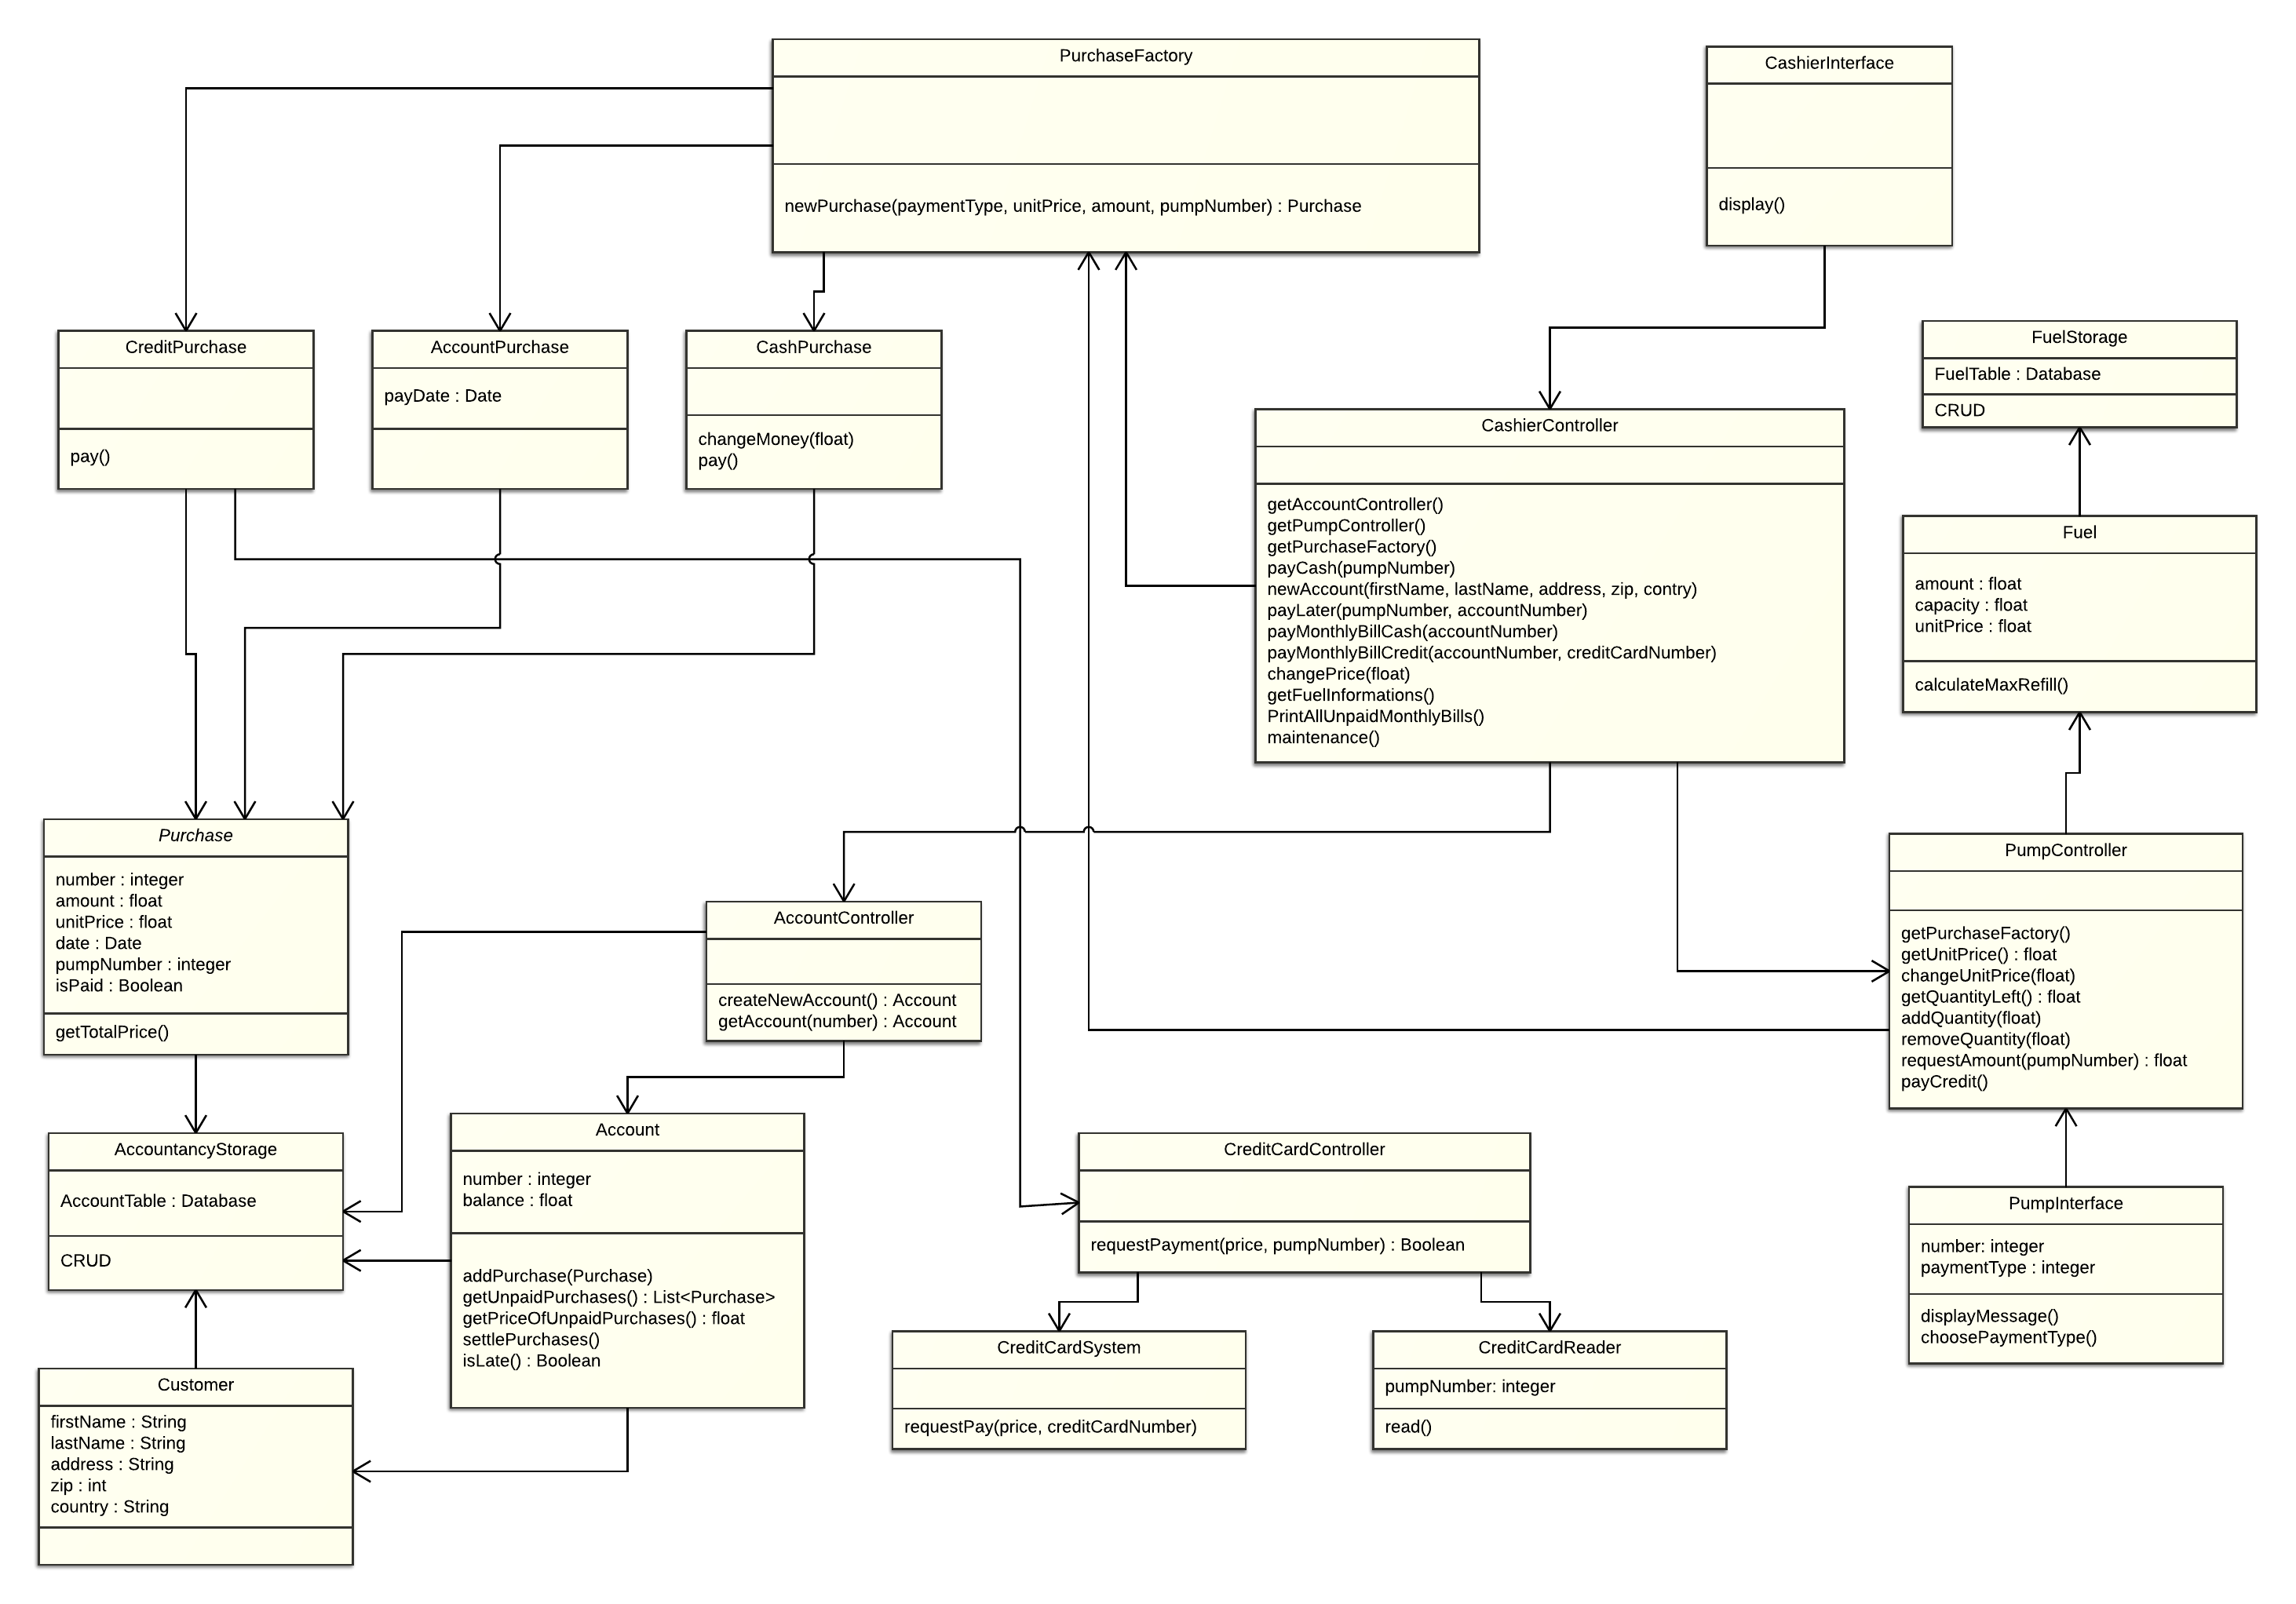 PurchaseFactory
newPurchase(paymentType, unitPrice, amount, pumpNumber) : Purchase
CashierInterface
display()
CreditPurchase
pay()
AccountPurchase
payDate : Date
CashPurchase
changeMoney(float)
pay()
FuelStorage
FuelTable : Database
CRUD
CashierController
getAccountController()
getPumpController()
getPurchaseFactory()
payCash(pumpNumber)
newAccount(firstName, lastName, address, zip, contry)
payLater(pumpNumber, accountNumber)
payMonthlyBillCash(accountNumber)
payMonthlyBillCredit(accountNumber, creditCardNumber)
changePrice(float)
getFuelInformations()
PrintAllUnpaidMonthlyBills()
maintenance()
Fuel
amount : float
capacity : float
unitPrice : float
calculateMaxRefill()
Purchase
number : integer
amount : float
unitPrice : float
date : Date
pumpNumber : integer
isPaid : Boolean
getTotalPrice()
AccountController
createNewAccount() : Account
getAccount(number) : Account
PumpController
getPurchaseFactory()
getUnitPrice() : float
changeUnitPrice(float)
getQuantityLeft() : float
addQuantity(float)
removeQuantity(float)
requestAmount(pumpNumber) : float
payCredit()
AccountancyStorage
AccountTable : Database
CRUD
Account
number : integer
balance : float
addPurchase(Purchase)
getUnpaidPurchases() : List<Purchase>
getPriceOfUnpaidPurchases() : float
settlePurchases()
isLate() : Boolean
CreditCardController
requestPayment(price, pumpNumber) : Boolean
PumpInterface
number: integer
paymentType : integer
displayMessage()
choosePaymentType()
CreditCardSystem
requestPay(price, creditCardNumber)
CreditCardReader
pumpNumber: integer
read()
Customer
firstName : String
lastName : String
address : String
zip : int
country : String